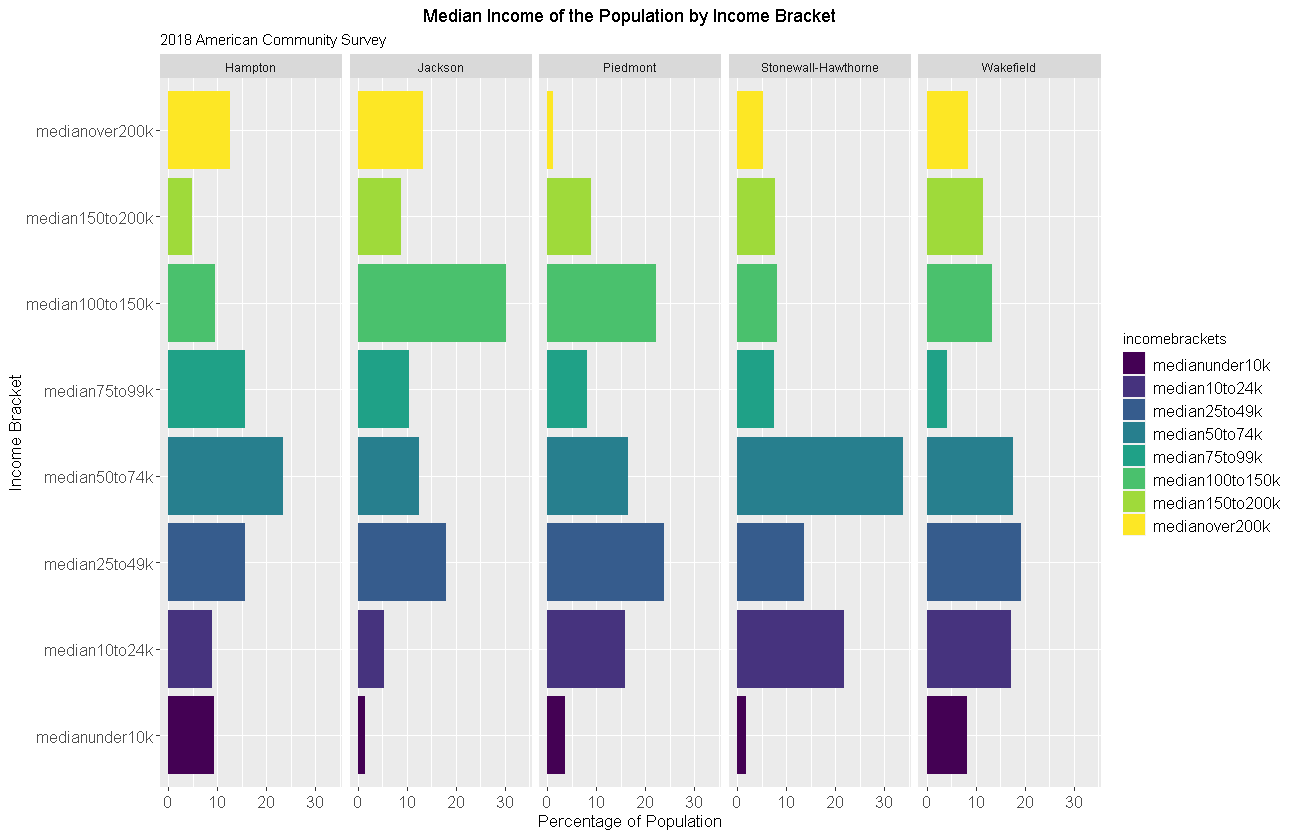 Median Income of the Population by Income Bracket
2018 American Community Survey
Hampton
Jackson
Piedmont
Stonewall-Hawthorne
Wakefield
medianover200k
median150to200k
median100to150k
median75to99k
median50to74k
median25to49k
median10to24k
medianunder10k
Income Bracket
0 10 20 30
0 10 20 30
0 10 20 30
0 10 20 30
0 10 20 30
Percentage of Population
incomebrackets
medianunder10k
median10to24k
median25to49k
median50to74k
median75to99k
median100to150k
median150to200k
medianover200k